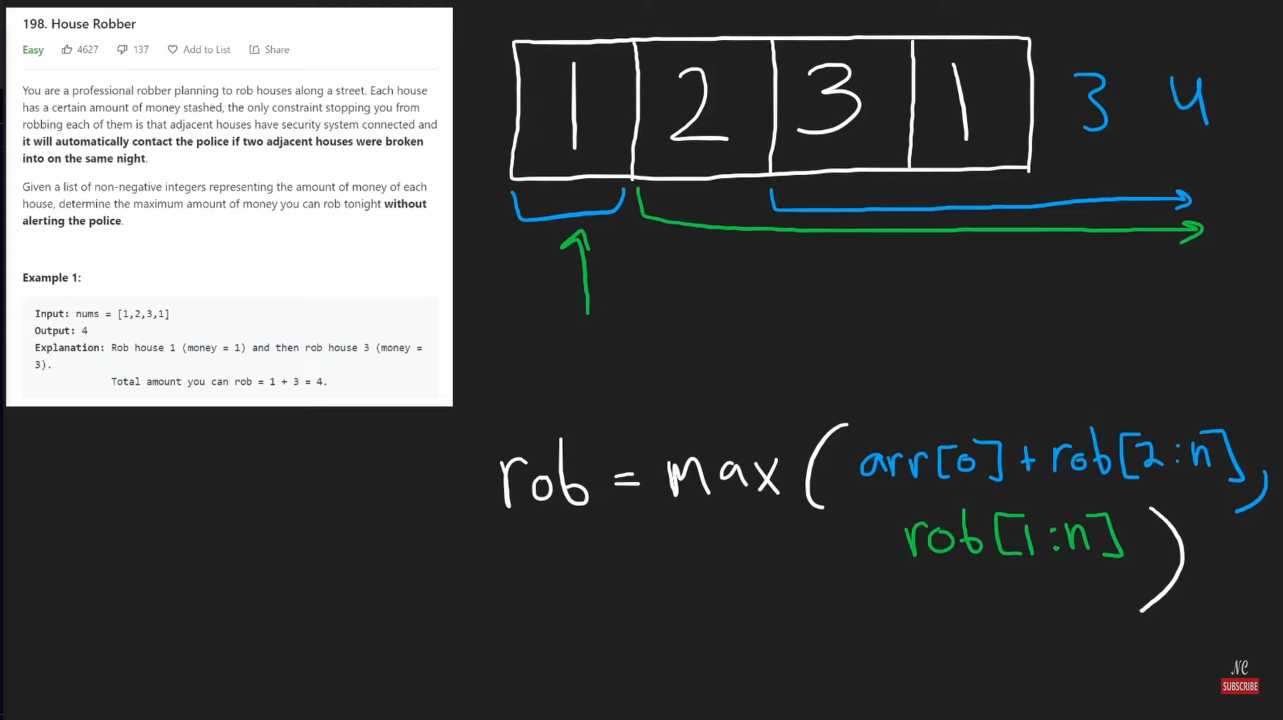 198. House Robber
Easy 4627 137 Add to List Share
You are a professional robber planning to rob houses along a street. Each house
has a certain amount of money stashed, the only constraint stopping you from
robbing each of them is that adjacent houses have security system connected and
it will automatically contact the police if two adjacent houses were broken
into on the same night.
Given a list of non-negative integers representing the amount of money of each
house, determine the maximum amount of money you can rob tonight without
alerting the police.
Example 1:
Input: nums = [1,2,3,1]
Output: 4
Explanation: Rob house 1 (money = 1) and then rob house 3 (money =
3).
Total amount you can rob = 1 + 3 = 4.
1 2 3 1 3 4
rob = max ( arr[0] + rob[2:n],
rob[1:n] )
NC
SUBSCRIBE